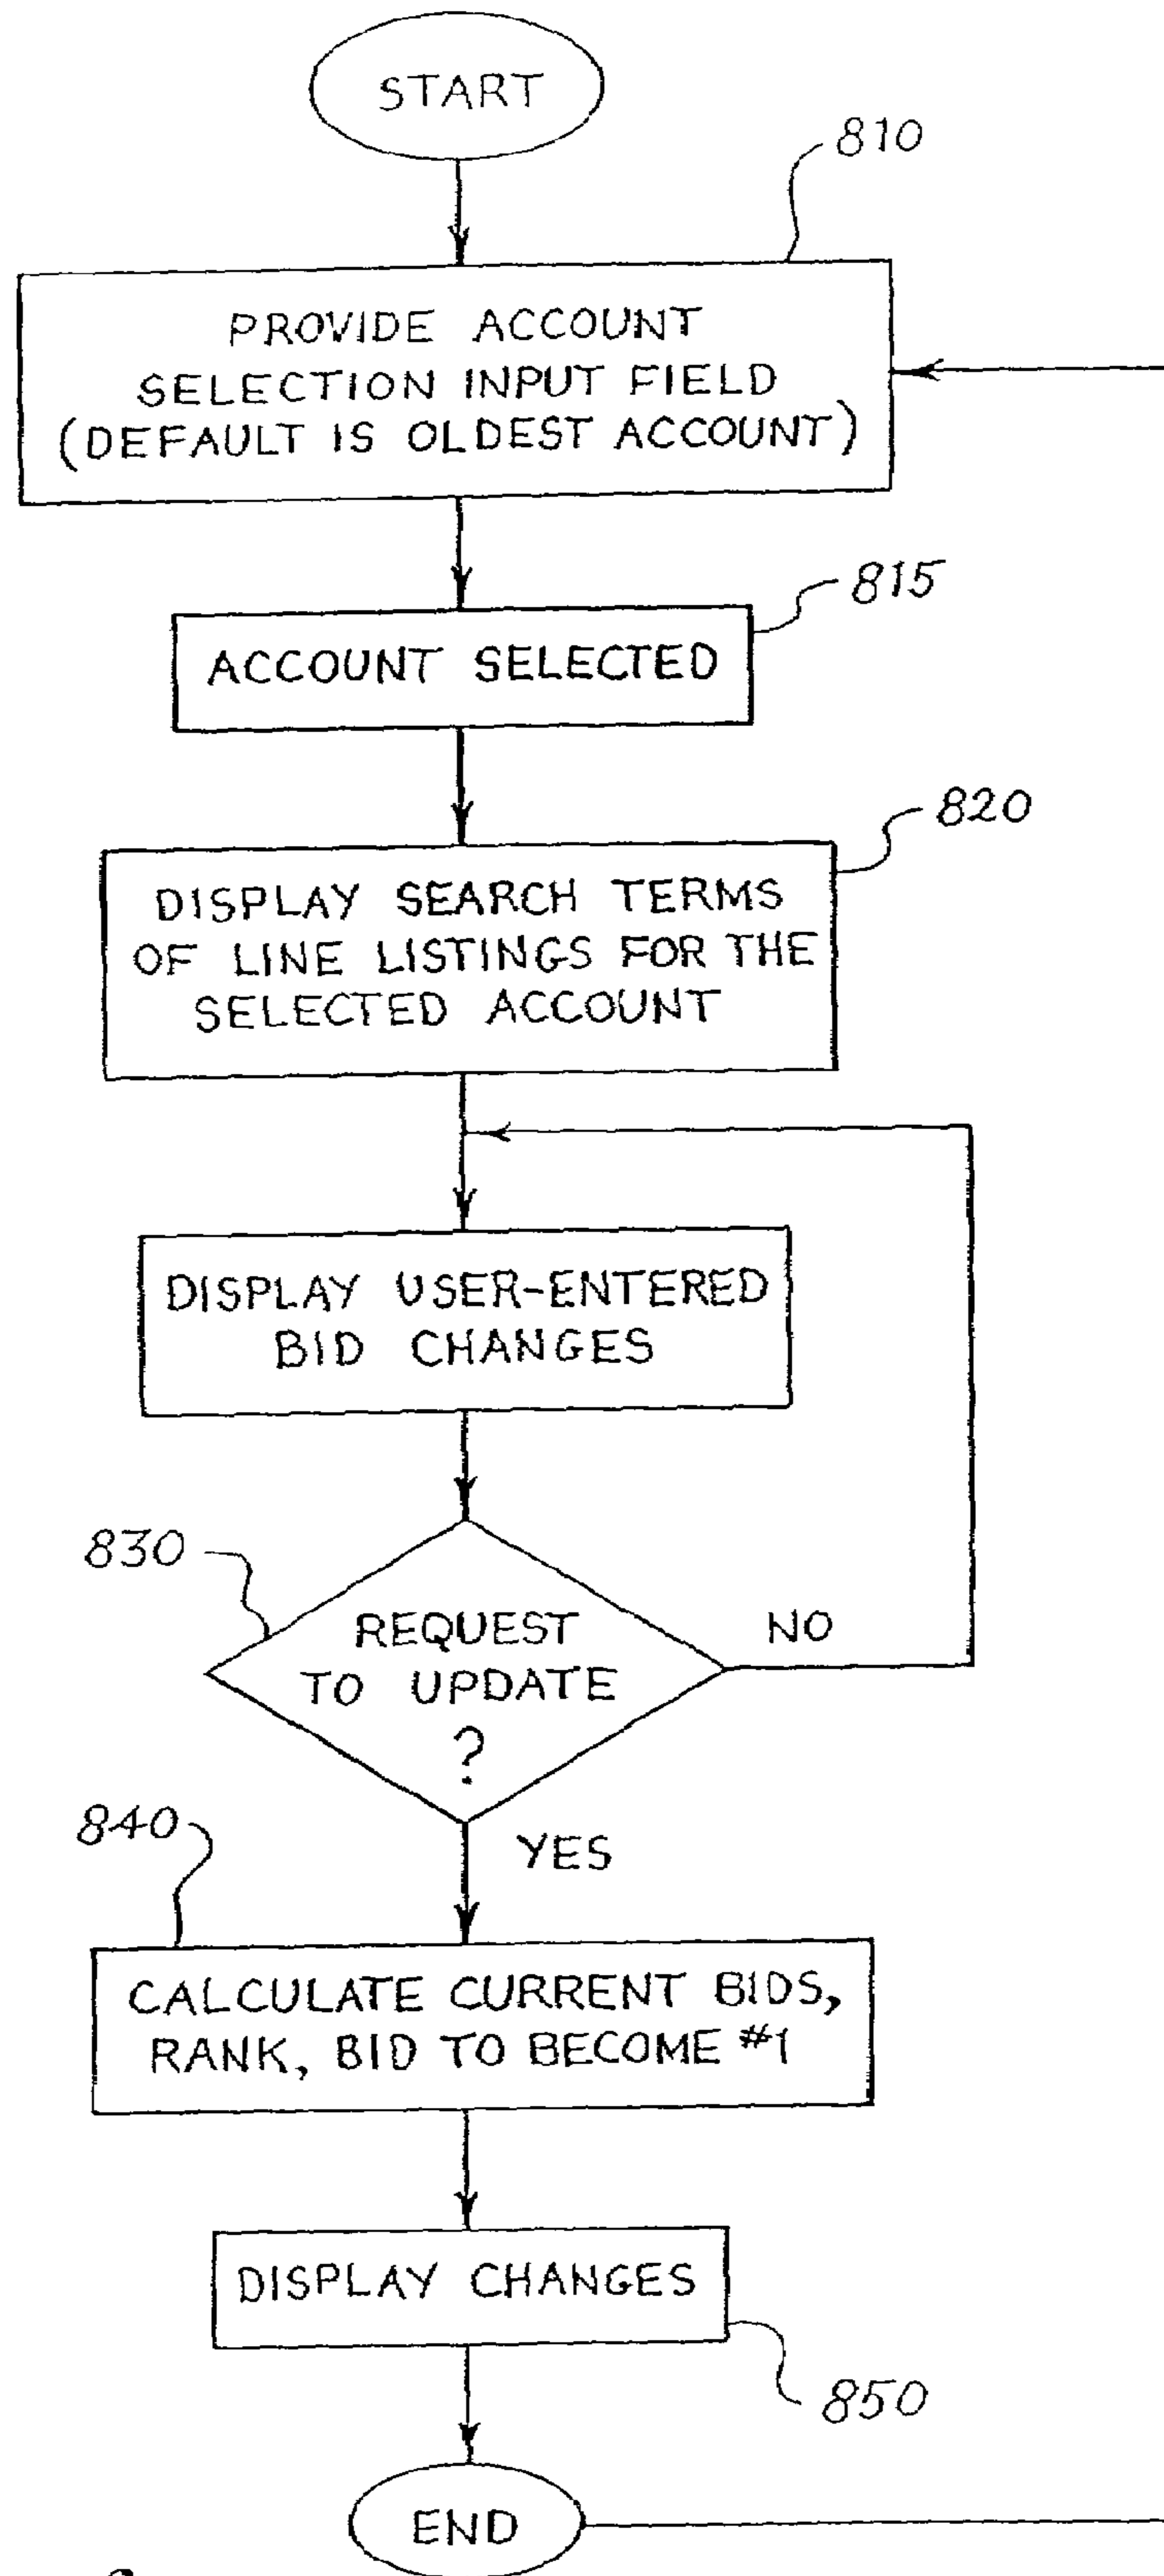 START
810
PROVIDE ACCOUNT
SELECTION INPUT FIELD
(DEFAULT IS OLDEST ACCOUNT)
815
ACCOUNT SELECTED
820
DISPLAY SEARCH TERMS
OF LINE LISTINGS FOR THE
SELECTED ACCOUNT
DISPLAY USER-ENTERED
BID CHANGES
830
REQUEST
TO UPDATE
?
NO
YES
840
CALCULATE CURRENT BIDS,
RANK, BID TO BECOME #1
DISPLAY CHANGES
850
END